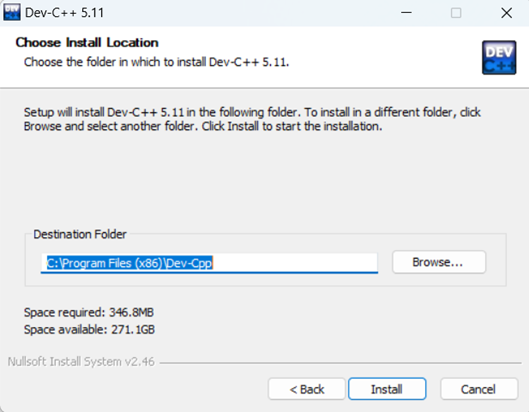 Dev-C++ 5.11
Choose Install Location
Choose the folder in which to install Dev-C++ 5.11.
DEV
C++
Setup will install Dev-C++ 5.11 in the following folder. To install in a different folder, click
Browse and select another folder. Click Install to start the installation.
Destination Folder
C:\Program Files (x86)\Dev-Cpp
Browse...
Space required: 346.8MB
Space available: 271.1GB
Nullsoft Install System v2.46
< Back
Install
Cancel